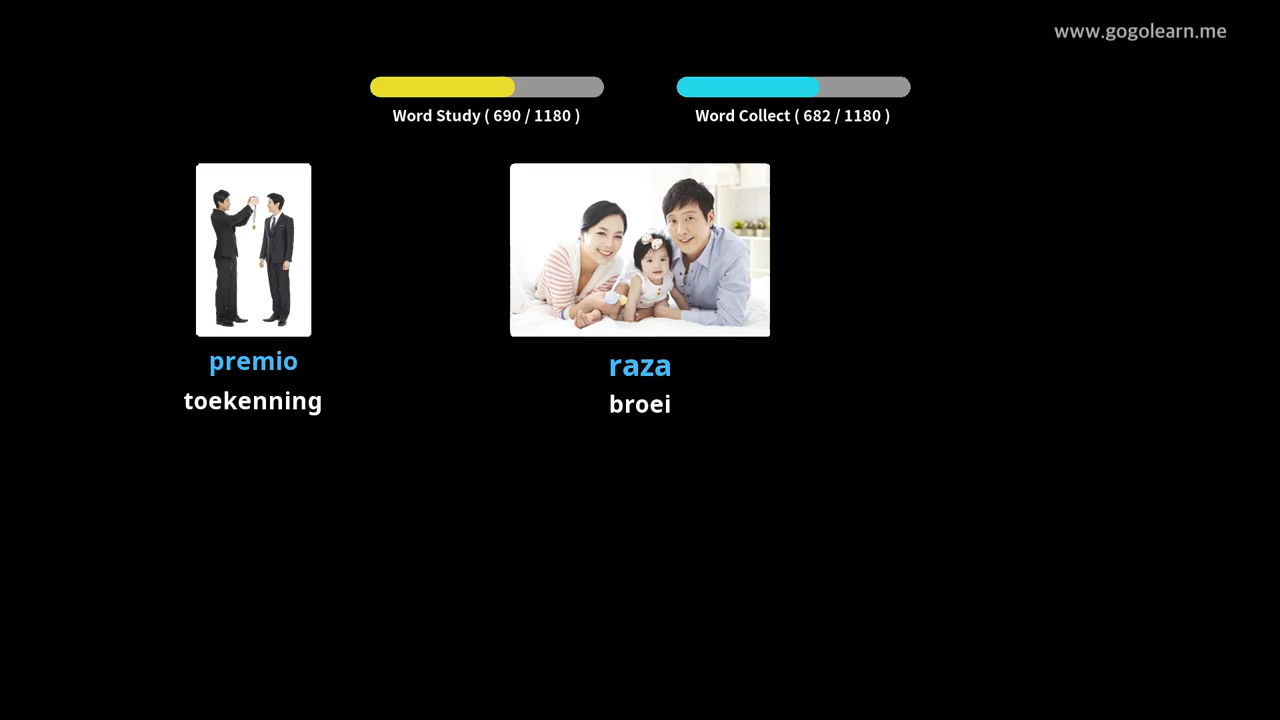 www.gogolearn.me
Word Study ( 690 / 1180 )
Word Collect ( 682 / 1180 )
premio
toekenning
raza
broei